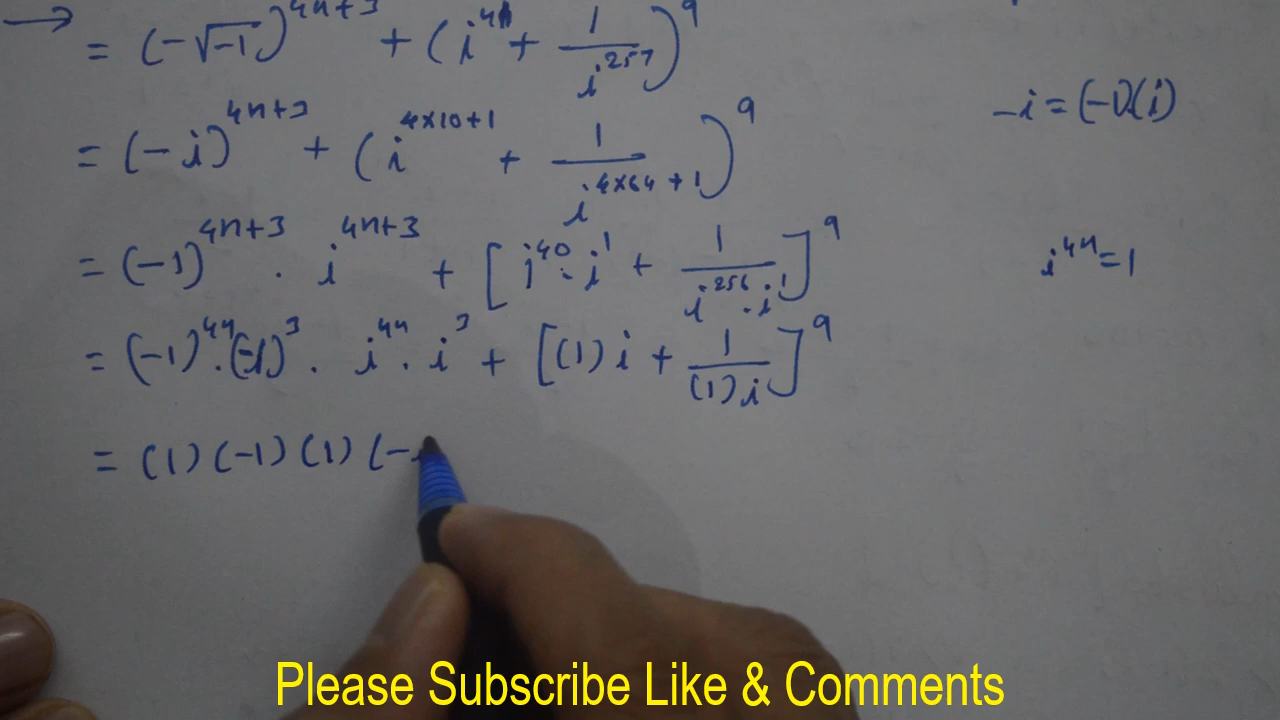 → = (-√-1)^{4n+3} + (i^{41} + 1/i^{257})^9
= (-i)^{4n+3} + (i^{4×10+1} + 1/i^{4×64+1})^9
-i = (-1)(i)
= (-1)^{4n+3} . i^{4n+3} + [i^{40} . i^1 + 1/i^{256} . i^1]^9
i^{4n} = 1
= (-1)^{4n} . (-1)^3 . i^{4n} . i^3 + [(1) i + 1/(1) i]^9
= (1) (-1) (1) (-i
Please Subscribe Like & Comments